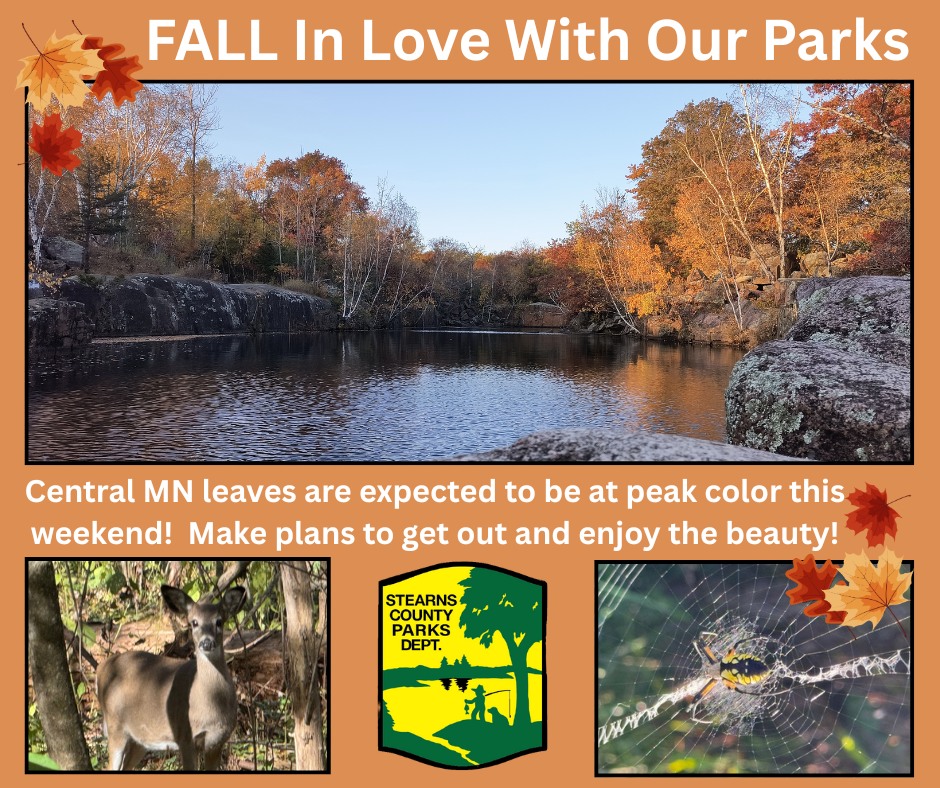 FALL In Love With Our Parks
Central MN leaves are expected to be at peak color this
weekend!  Make plans to get out and enjoy the beauty!
STEARNS
COUNTY
PARKS
DEPT.